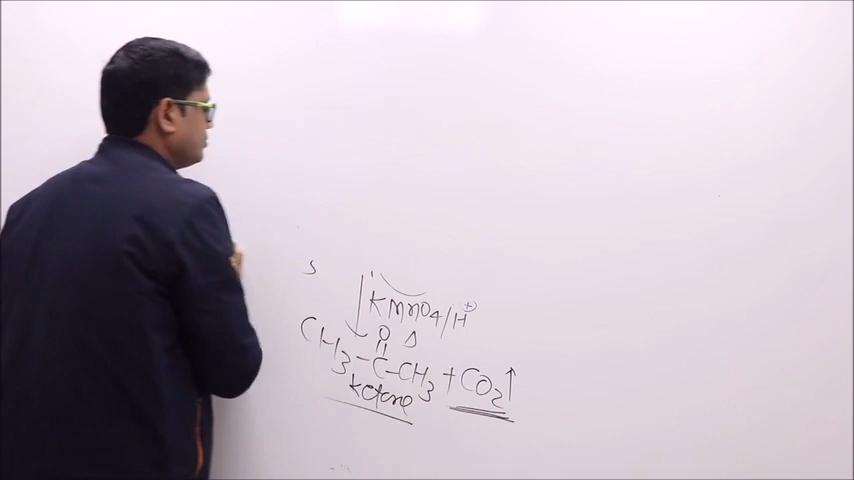 KMnO4/H⊕
O Δ
||
CH3-C-CH3 + CO2↑
Ketone